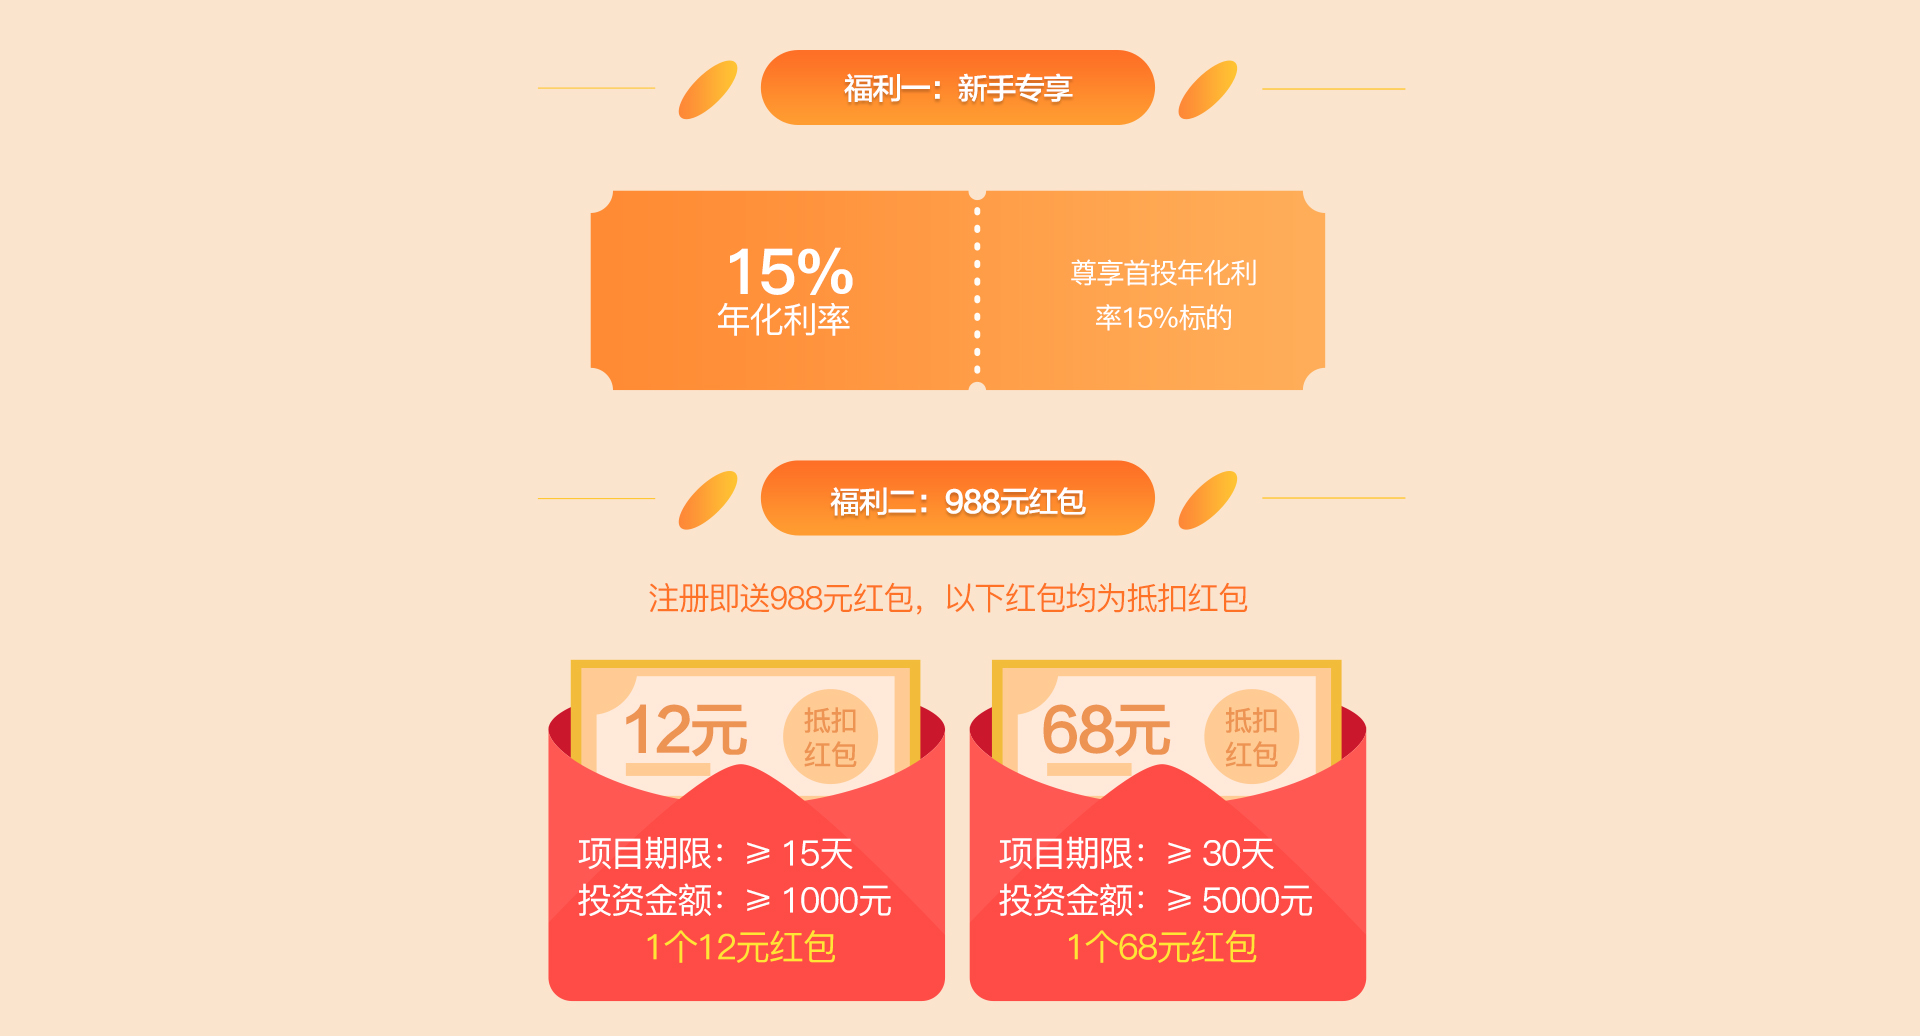 福利一：新手专享
15%
年化利率
尊享首投年化利
率15%标的
福利二：988元红包
注册即送988元红包，以下红包均为抵扣红包
12元
抵扣
红包
项目期限：⩾ 15天
投资金额：⩾ 1000元
1个12元红包
68元
抵扣
红包
项目期限：⩾ 30天
投资金额：⩾ 5000元
1个68元红包